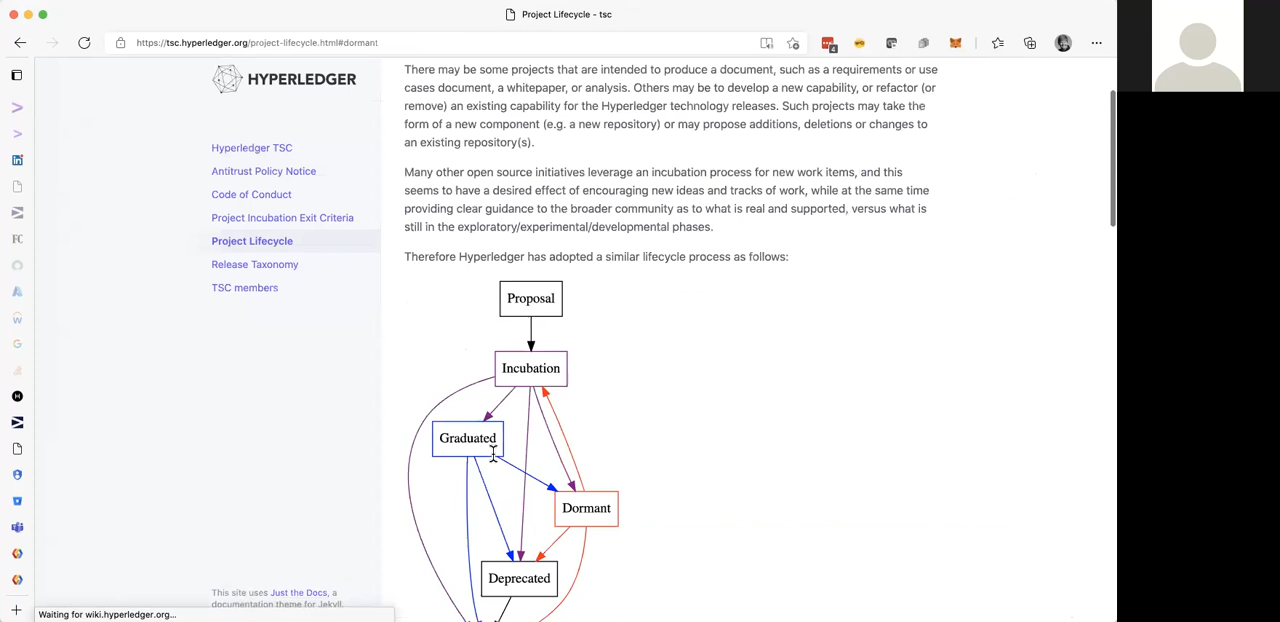 Project Lifecycle - tsc
https://tsc.hyperledger.org/project-lifecycle.html#dormant
4
HYPERLEDGER
Hyperledger TSC
Antitrust Policy Notice
Code of Conduct
Project Incubation Exit Criteria
Project Lifecycle
Release Taxonomy
TSC members
This site uses Just the Docs, a
documentation theme for Jekyll.
Waiting for wiki.hyperledger.org...
There may be some projects that are intended to produce a document, such as a requirements or use
cases document, a whitepaper, or analysis. Others may be to develop a new capability, or refactor (or
remove) an existing capability for the Hyperledger technology releases. Such projects may take the
form of a new component (e.g. a new repository) or may propose additions, deletions or changes to
an existing repository(s).
Many other open source initiatives leverage an incubation process for new work items, and this
seems to have a desired effect of encouraging new ideas and tracks of work, while at the same time
providing clear guidance to the broader community as to what is real and supported, versus what is
still in the exploratory/experimental/developmental phases.
Therefore Hyperledger has adopted a similar lifecycle process as follows:
Proposal
Incubation
Graduated
Dormant
Deprecated